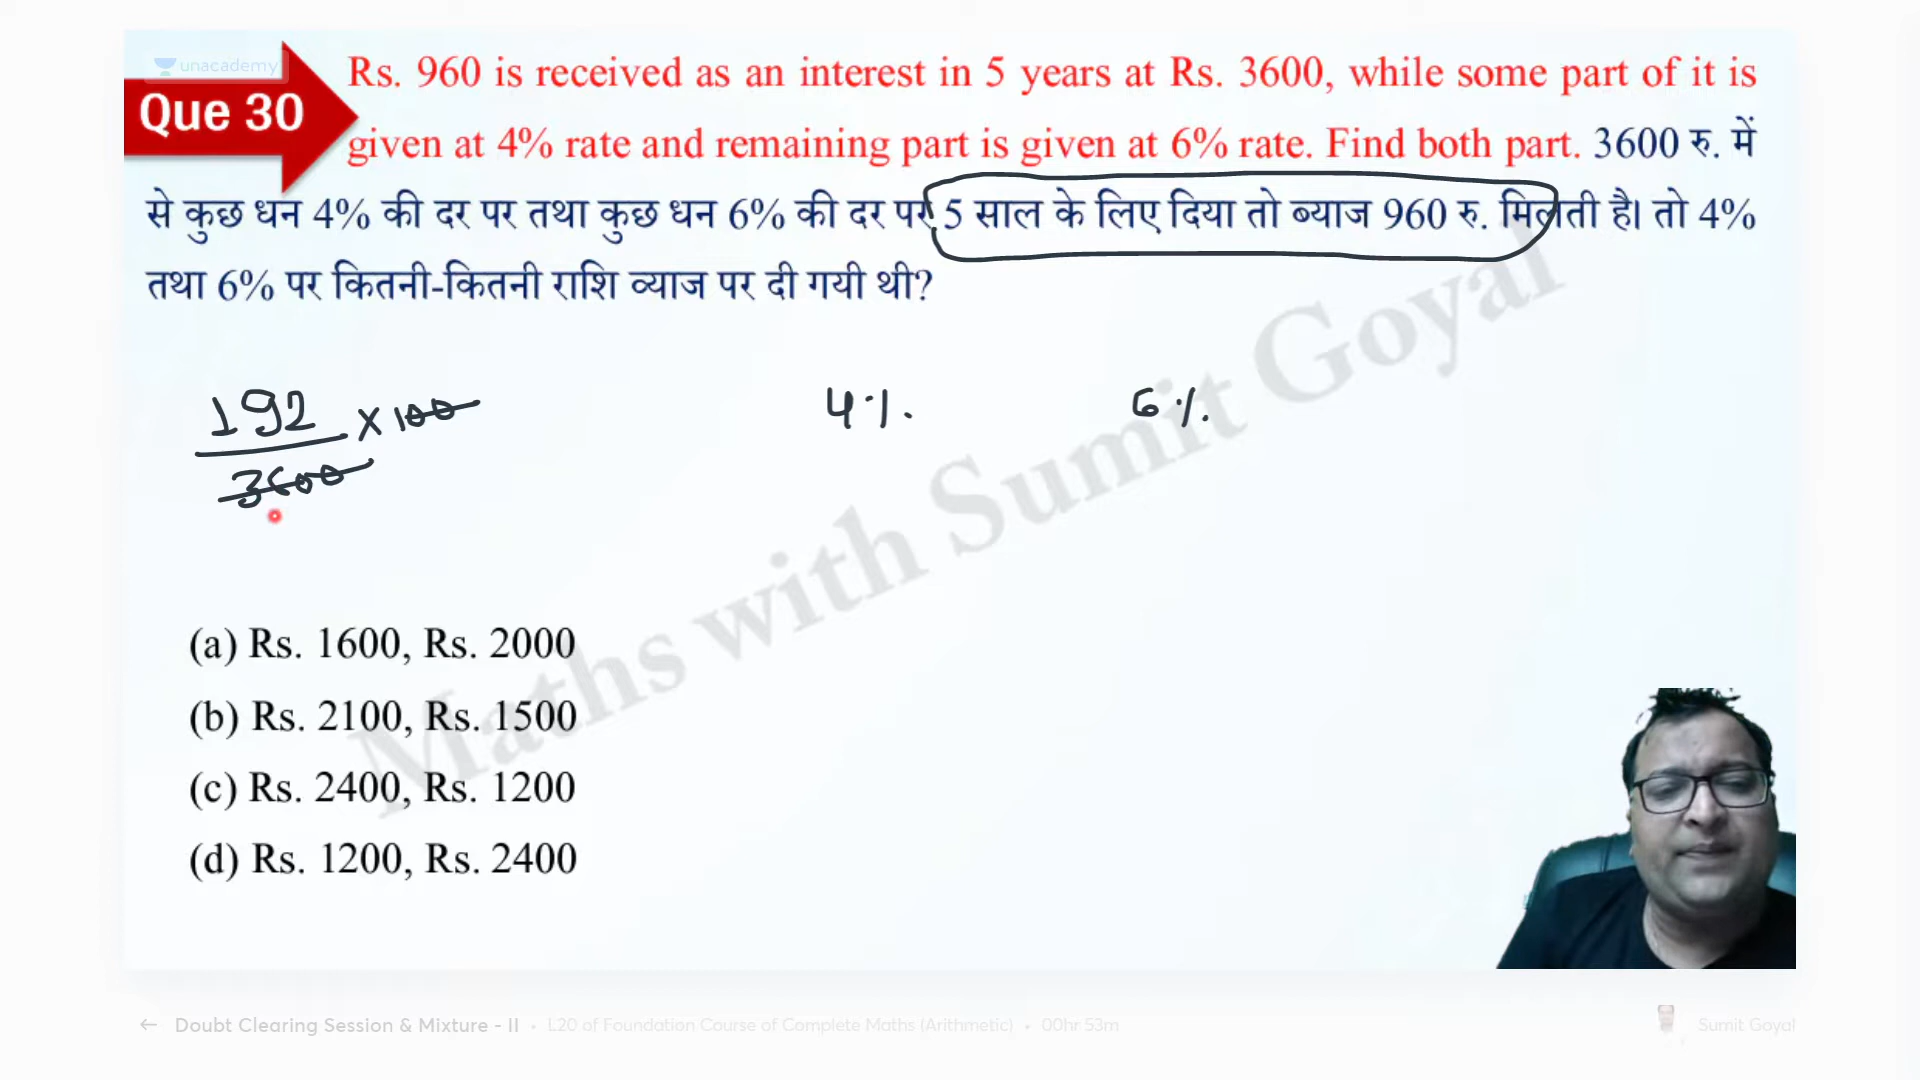 unacademy
Que 30
Rs. 960 is received as an interest in 5 years at Rs. 3600, while some part of it is
given at 4% rate and remaining part is given at 6% rate. Find both part. 3600 रु. में
से कुछ धन 4% की दर पर तथा कुछ धन 6% की दर पर 5 साल के लिए दिया तो ब्याज 960 रु. मिलती है। तो 4%
तथा 6% पर कितनी-कितनी राशि व्याज पर दी गयी थी?
192 × 100
3600
4%.
6%.
(a) Rs. 1600, Rs. 2000
(b) Rs. 2100, Rs. 1500
(c) Rs. 2400, Rs. 1200
(d) Rs. 1200, Rs. 2400
Maths with Sumit Goyal
← Doubt Clearing Session & Mixture - II • L20 of Foundation Course of Complete Maths (Arithmetic) • 00hr 53m
Sumit Goyal